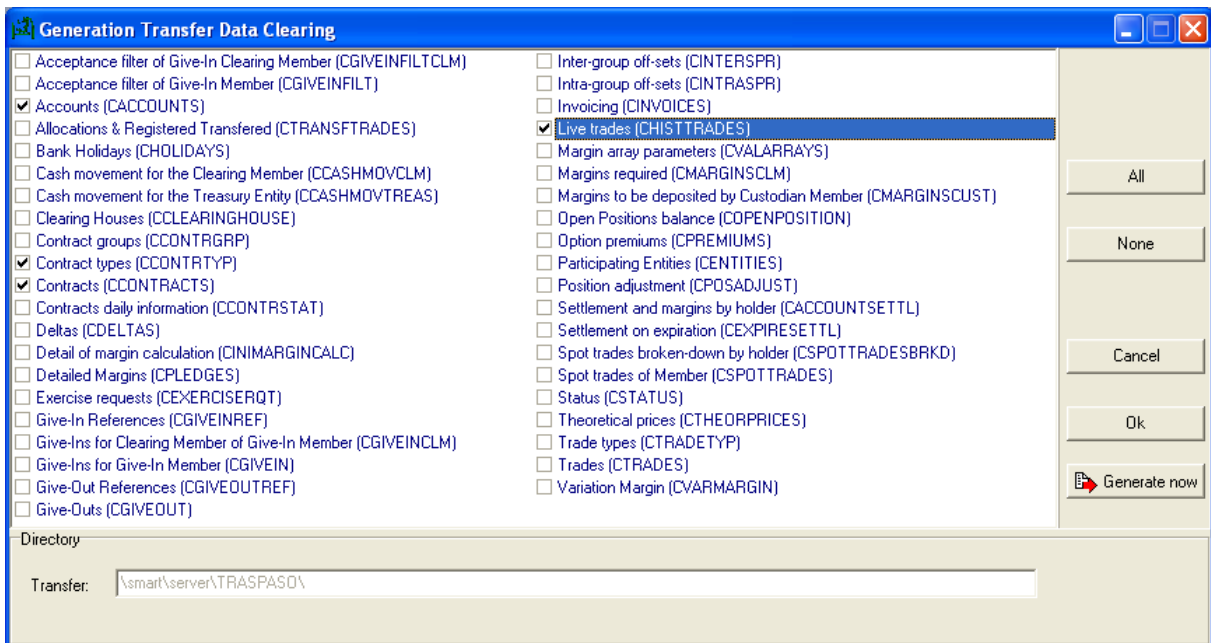 Generation Transfer Data Clearing
Acceptance filter of Give-In Clearing Member (CGIVEINFILTCLM)
Acceptance filter of Give-In Member (CGIVEINFILT)
Accounts (CACCOUNTS)
Allocations & Registered Transfered (CTRANSFTRADES)
Bank Holidays (CHOLIDAYS)
Cash movement for the Clearing Member (CCASHMOVCLM)
Cash movement for the Treasury Entity (CCASHMOVTREAS)
Clearing Houses (CCLEARINGHOUSE)
Contract groups (CCONTRGRP)
Contract types (CCONTRTYP)
Contracts (CCONTRACTS)
Contracts daily information (CCONTRSTAT)
Deltas (CDELTAS)
Detail of margin calculation (CINIMARGINCALC)
Detailed Margins (CPLEDGES)
Exercise requests (CEXERCISERQT)
Give-In References (CGIVEINREF)
Give-Ins for Clearing Member of Give-In Member (CGIVEINCLM)
Give-Ins for Give-In Member (CGIVEIN)
Give-Out References (CGIVEOUTREF)
Give-Outs (CGIVEOUT)
Inter-group off-sets (CINTERSPR)
Intra-group off-sets (CINTRASPR)
Invoicing (CINVOICES)
Live trades (CHISTTRADES)
Margin array parameters (CVALARRAYS)
Margins required (CMARGINSCLM)
Margins to be deposited by Custodian Member (CMARGINSCUST)
Open Positions balance (COPENPOSITION)
Option premiums (CPREMIUMS)
Participating Entities (CENTITIES)
Position adjustment (CPOSADJUST)
Settlement and margins by holder (CACCOUNTSETTL)
Settlement on expiration (CEXPIRESETTL)
Spot trades broken-down by holder (CSPOTTRADESBRKD)
Spot trades of Member (CSPOTTRADES)
Status (CSTATUS)
Theoretical prices (CTHEORPRICES)
Trade types (CTRADETYP)
Trades (CTRADES)
Variation Margin (CVARMARGIN)
All
None
Cancel
Ok
Generate now
Directory
Transfer: \smart\server\TRASPASO\